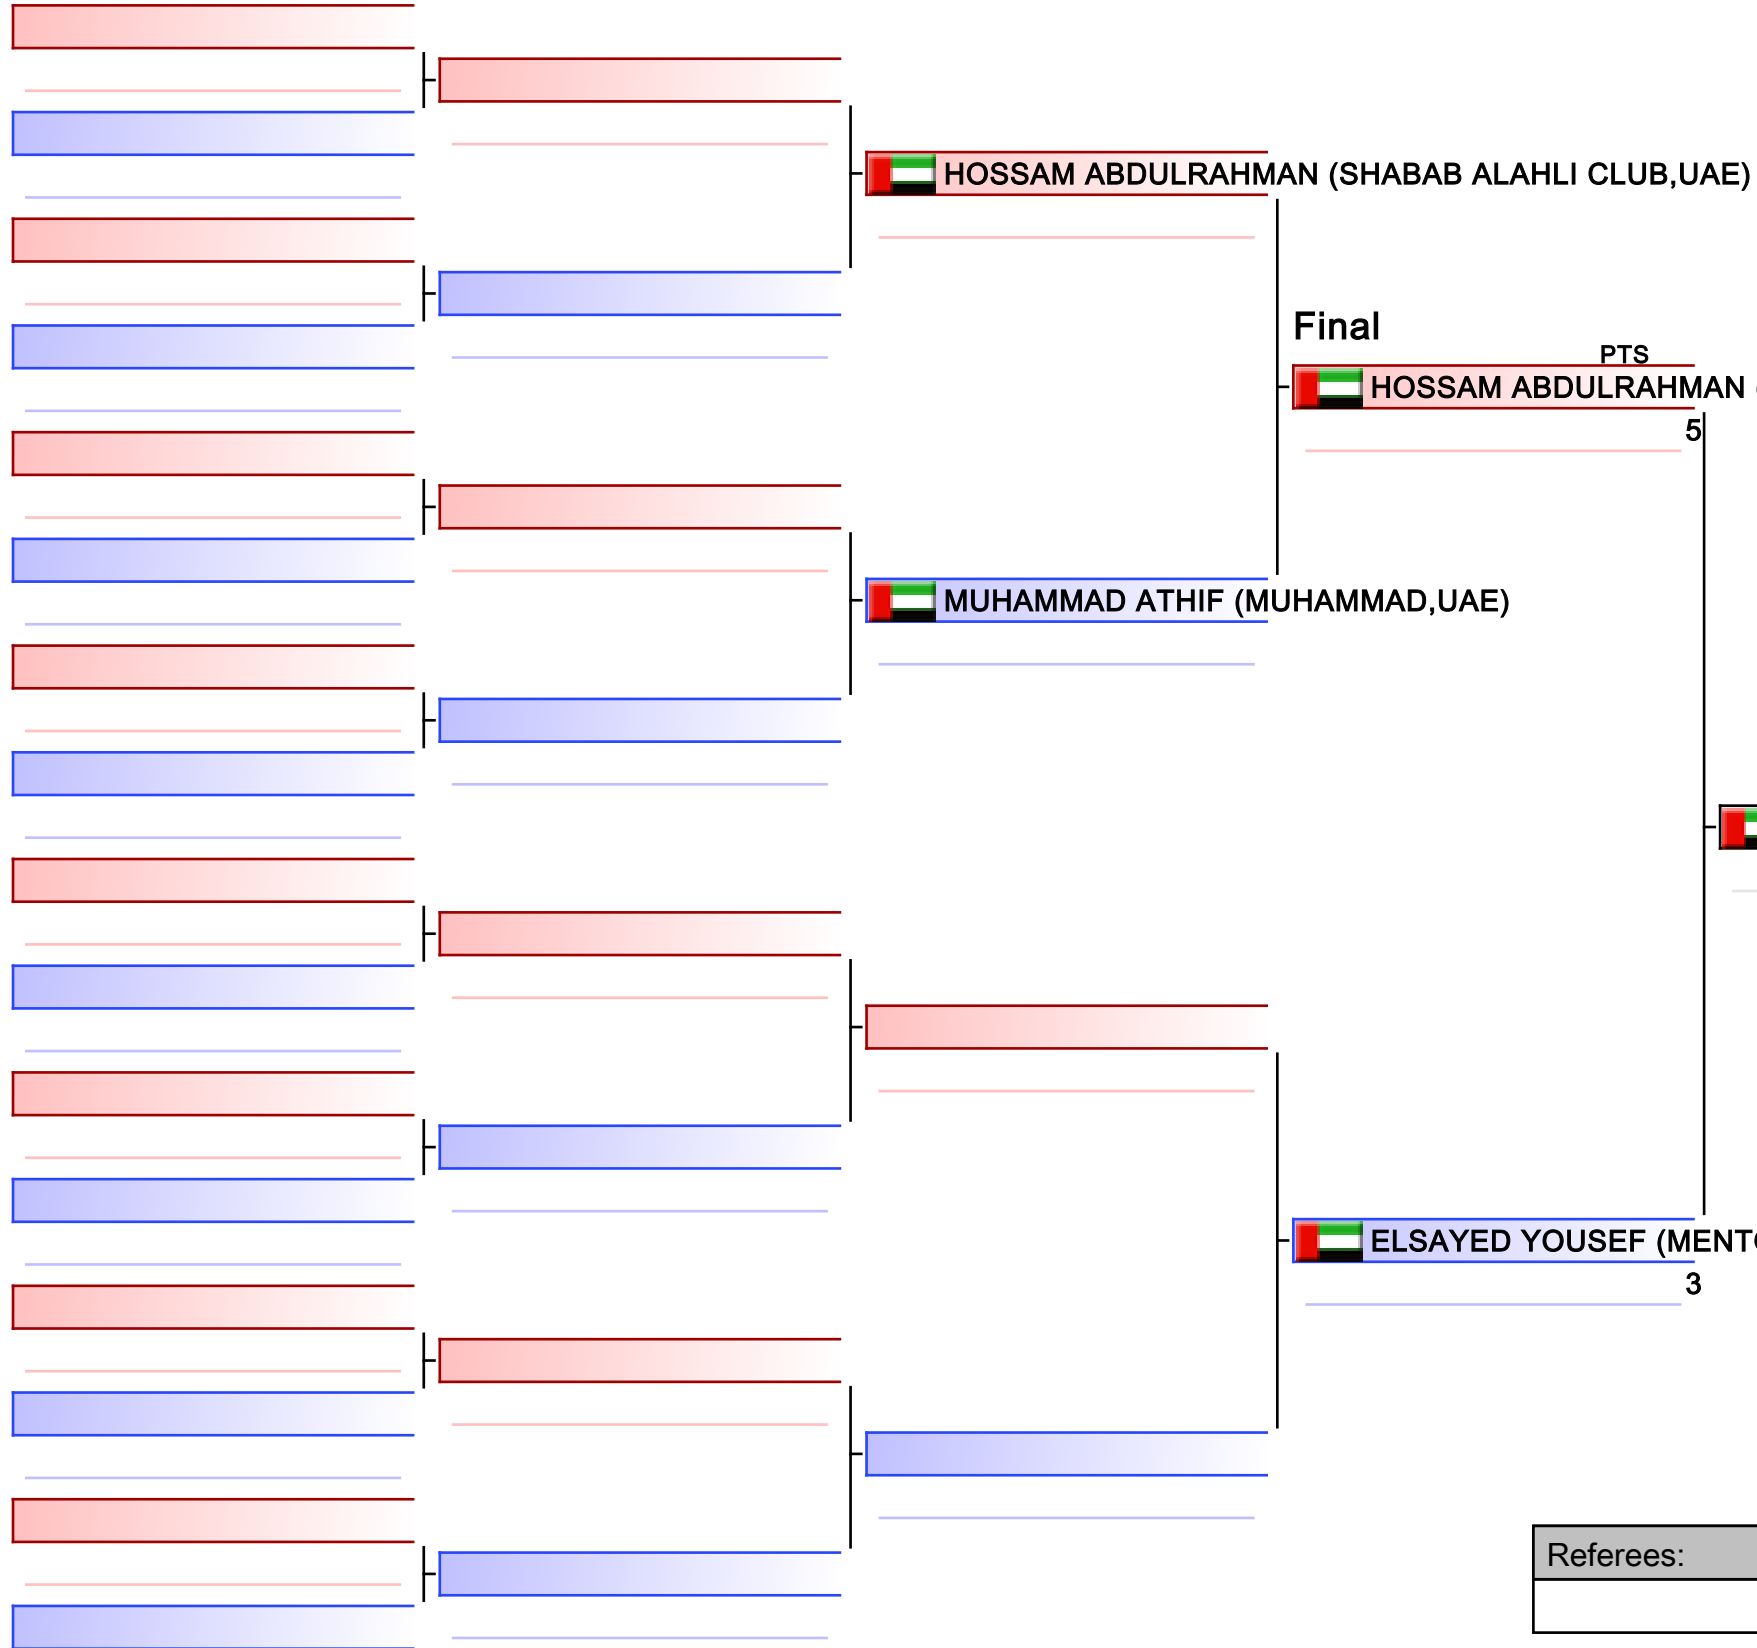 HOSSAM ABDULRAHMAN (SHABAB ALAHLI CLUB,UAE)
Final
PTS
HOSSAM ABDULRAHMAN
5
MUHAMMAD ATHIF (MUHAMMAD,UAE)
ELSAYED YOUSEF
3
Referees: